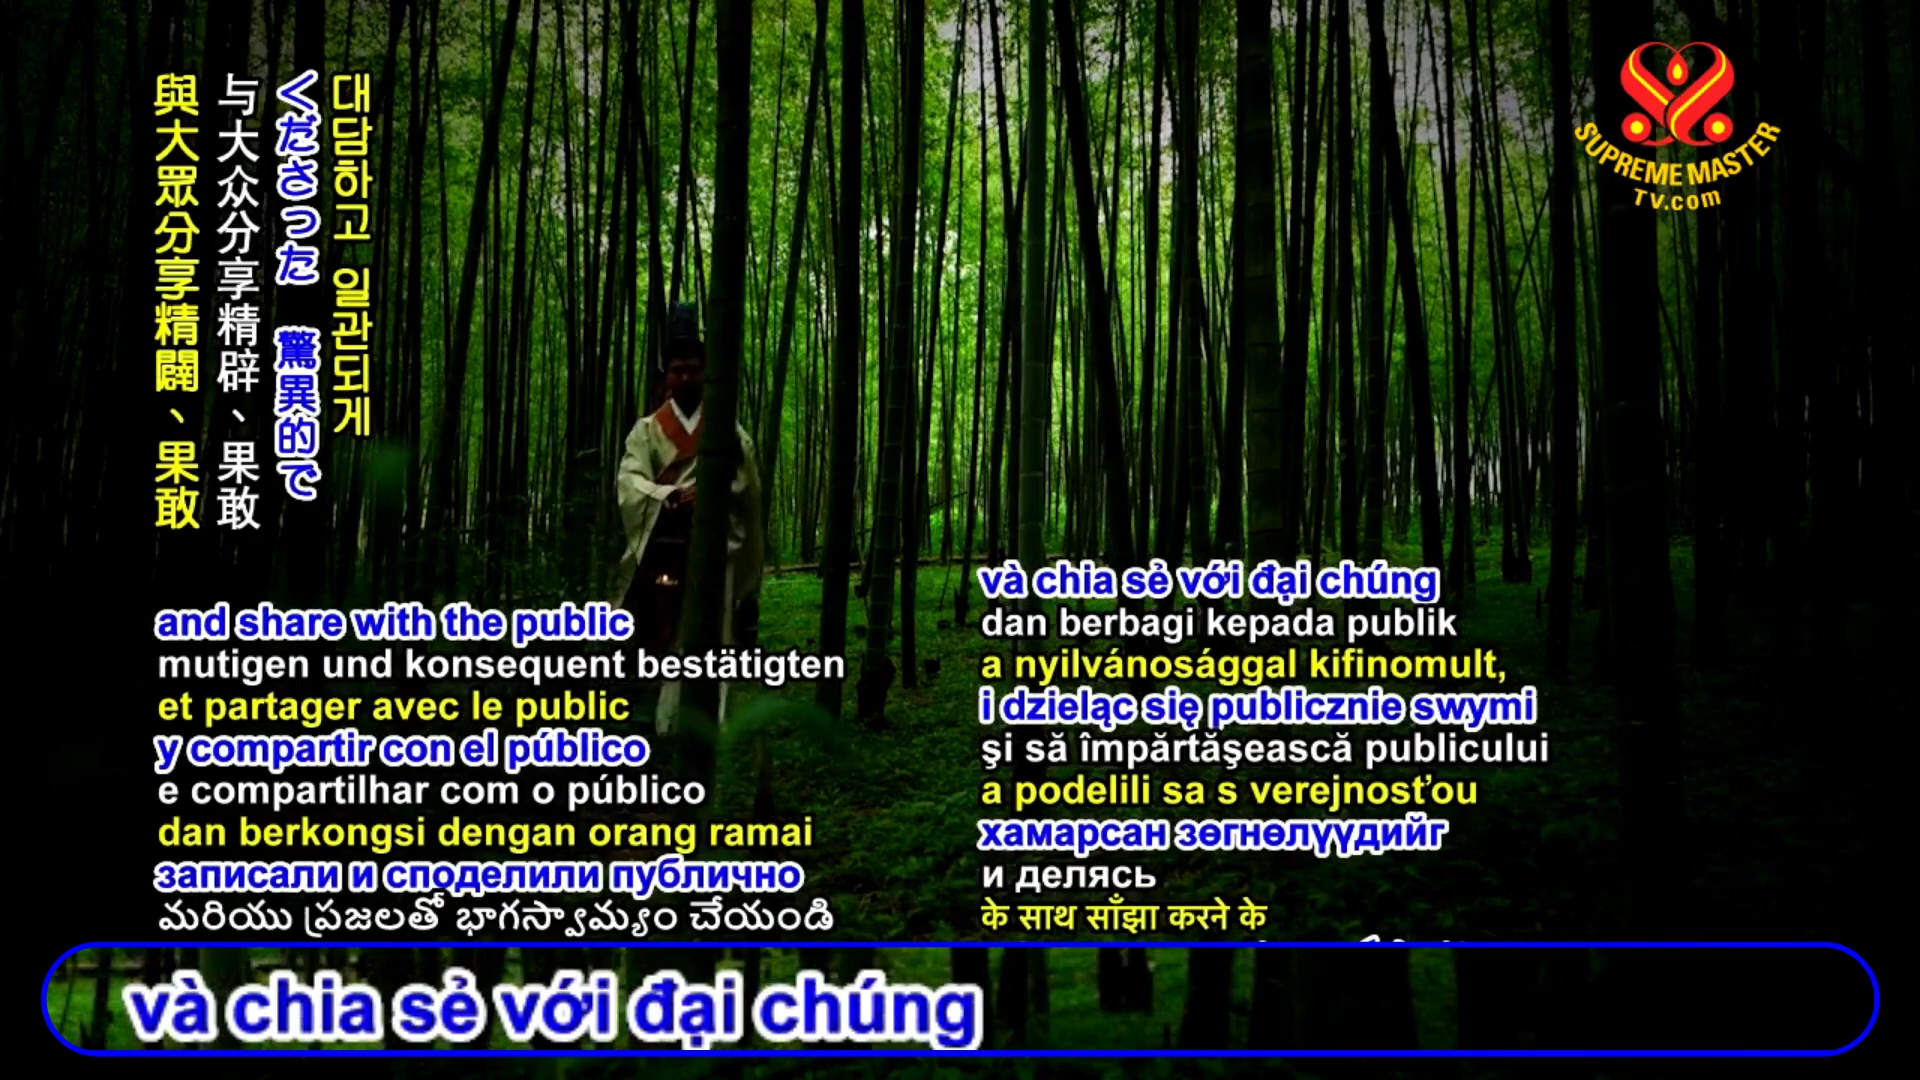 與大眾分享精闢、果敢
与大众分享精辟、果敢
くださった 驚異的で
대담하고 일관되게
SUPREME MASTER
TV.com
and share with the public
mutigen und konsequent bestätigten
et partager avec le public
y compartir con el público
e compartilhar com o público
dan berkongsi dengan orang ramai
записали и споделили публично
మరియు ప్రజలతో భాగస్వామ్యం చేయండి
và chia sẻ với đại chúng
dan berbagi kepada publik
a nyilvánosággal kifinomult,
i dzieląc się publicznie swymi
şi să împărtăşească publicului
a podelili sa s verejnosťou
хамарсан зөгнөлүүдийг
и делясь
के साथ साँझा करने के
và chia sẻ với đại chúng